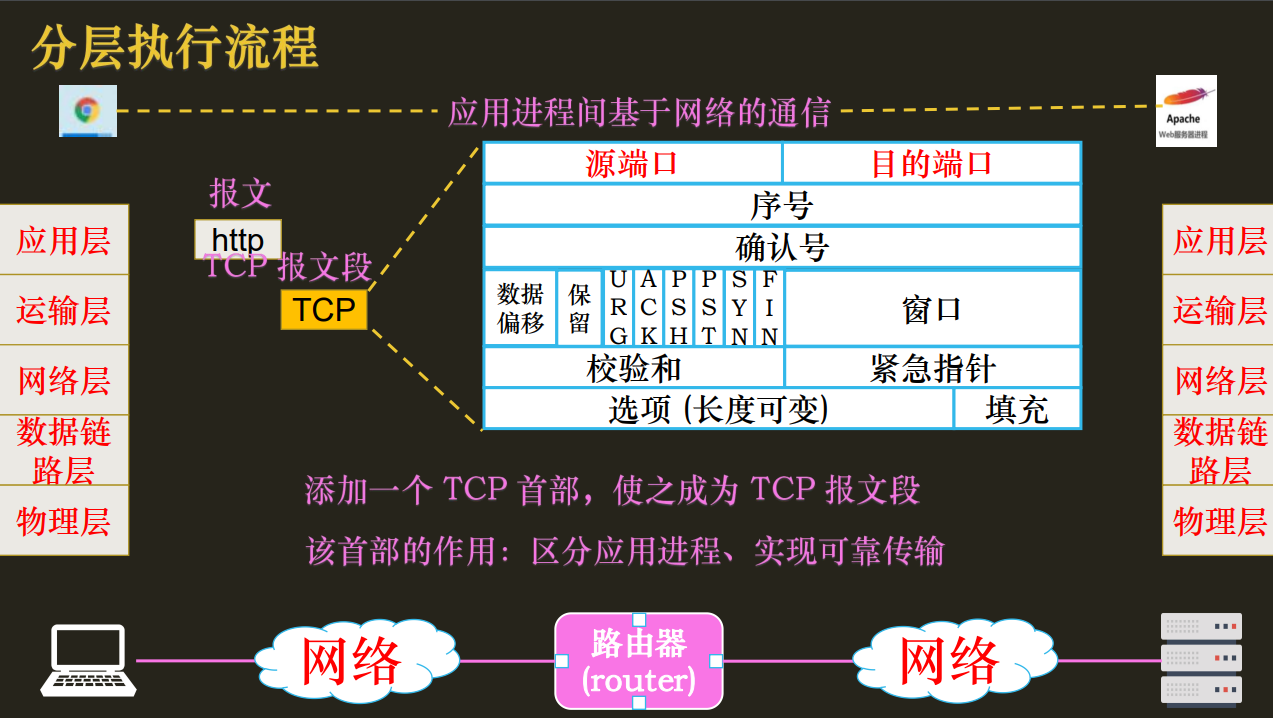 分层执行流程
应用进程间基于网络的通信
Apache
Web服务器进程
报文
http
TCP 报文段
TCP
应用层
运输层
网络层
数据链
路层
物理层
源端口
目的端口
序号
确认号
数据
偏移
保
留
URG
ACK
PSH
PST
SYN
FIN
窗口
校验和
紧急指针
选项 (长度可变)
填充
应用层
运输层
网络层
数据链
路层
物理层
添加一个 TCP 首部，使之成为 TCP 报文段
该首部的作用：区分应用进程、实现可靠传输
网络
路由器
(router)
网络